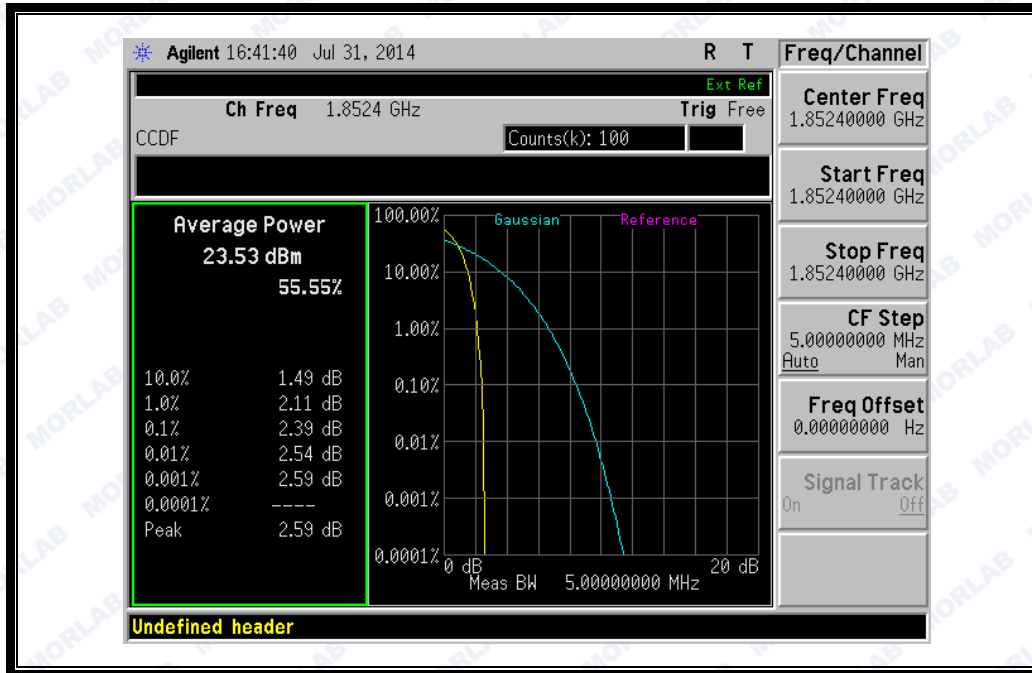 Agilent 16:41:40 Jul 31, 2014 R T
Ext Ref
Ch Freq 1.8524 GHz Trig Free
CCDF Counts(k): 100
Average Power
23.53 dBm
55.55%
10.0% 1.49 dB
1.0% 2.11 dB
0.1% 2.39 dB
0.01% 2.54 dB
0.001% 2.59 dB
0.0001% ----
Peak 2.59 dB
Gaussian Reference
100.00%
10.00%
1.00%
0.10%
0.01%
0.001%
0.0001%
0 dB 20 dB
Meas BW 5.00000000 MHz
Undefined header
Freq/Channel
Center Freq
1.85240000 GHz
Start Freq
1.85240000 GHz
Stop Freq
1.85240000 GHz
CF Step
5.00000000 MHz
Auto Man
Freq Offset
0.00000000 Hz
Signal Track
On Off
MORLAB